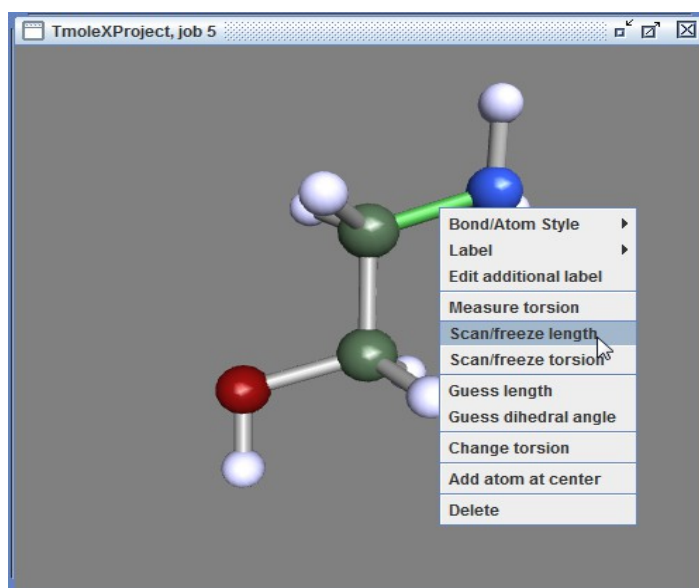 TmoleXProject, job 5
Bond/Atom Style
Label
Edit additional label
Measure torsion
Scan/freeze length
Scan/freeze torsion
Guess length
Guess dihedral angle
Change torsion
Add atom at center
Delete